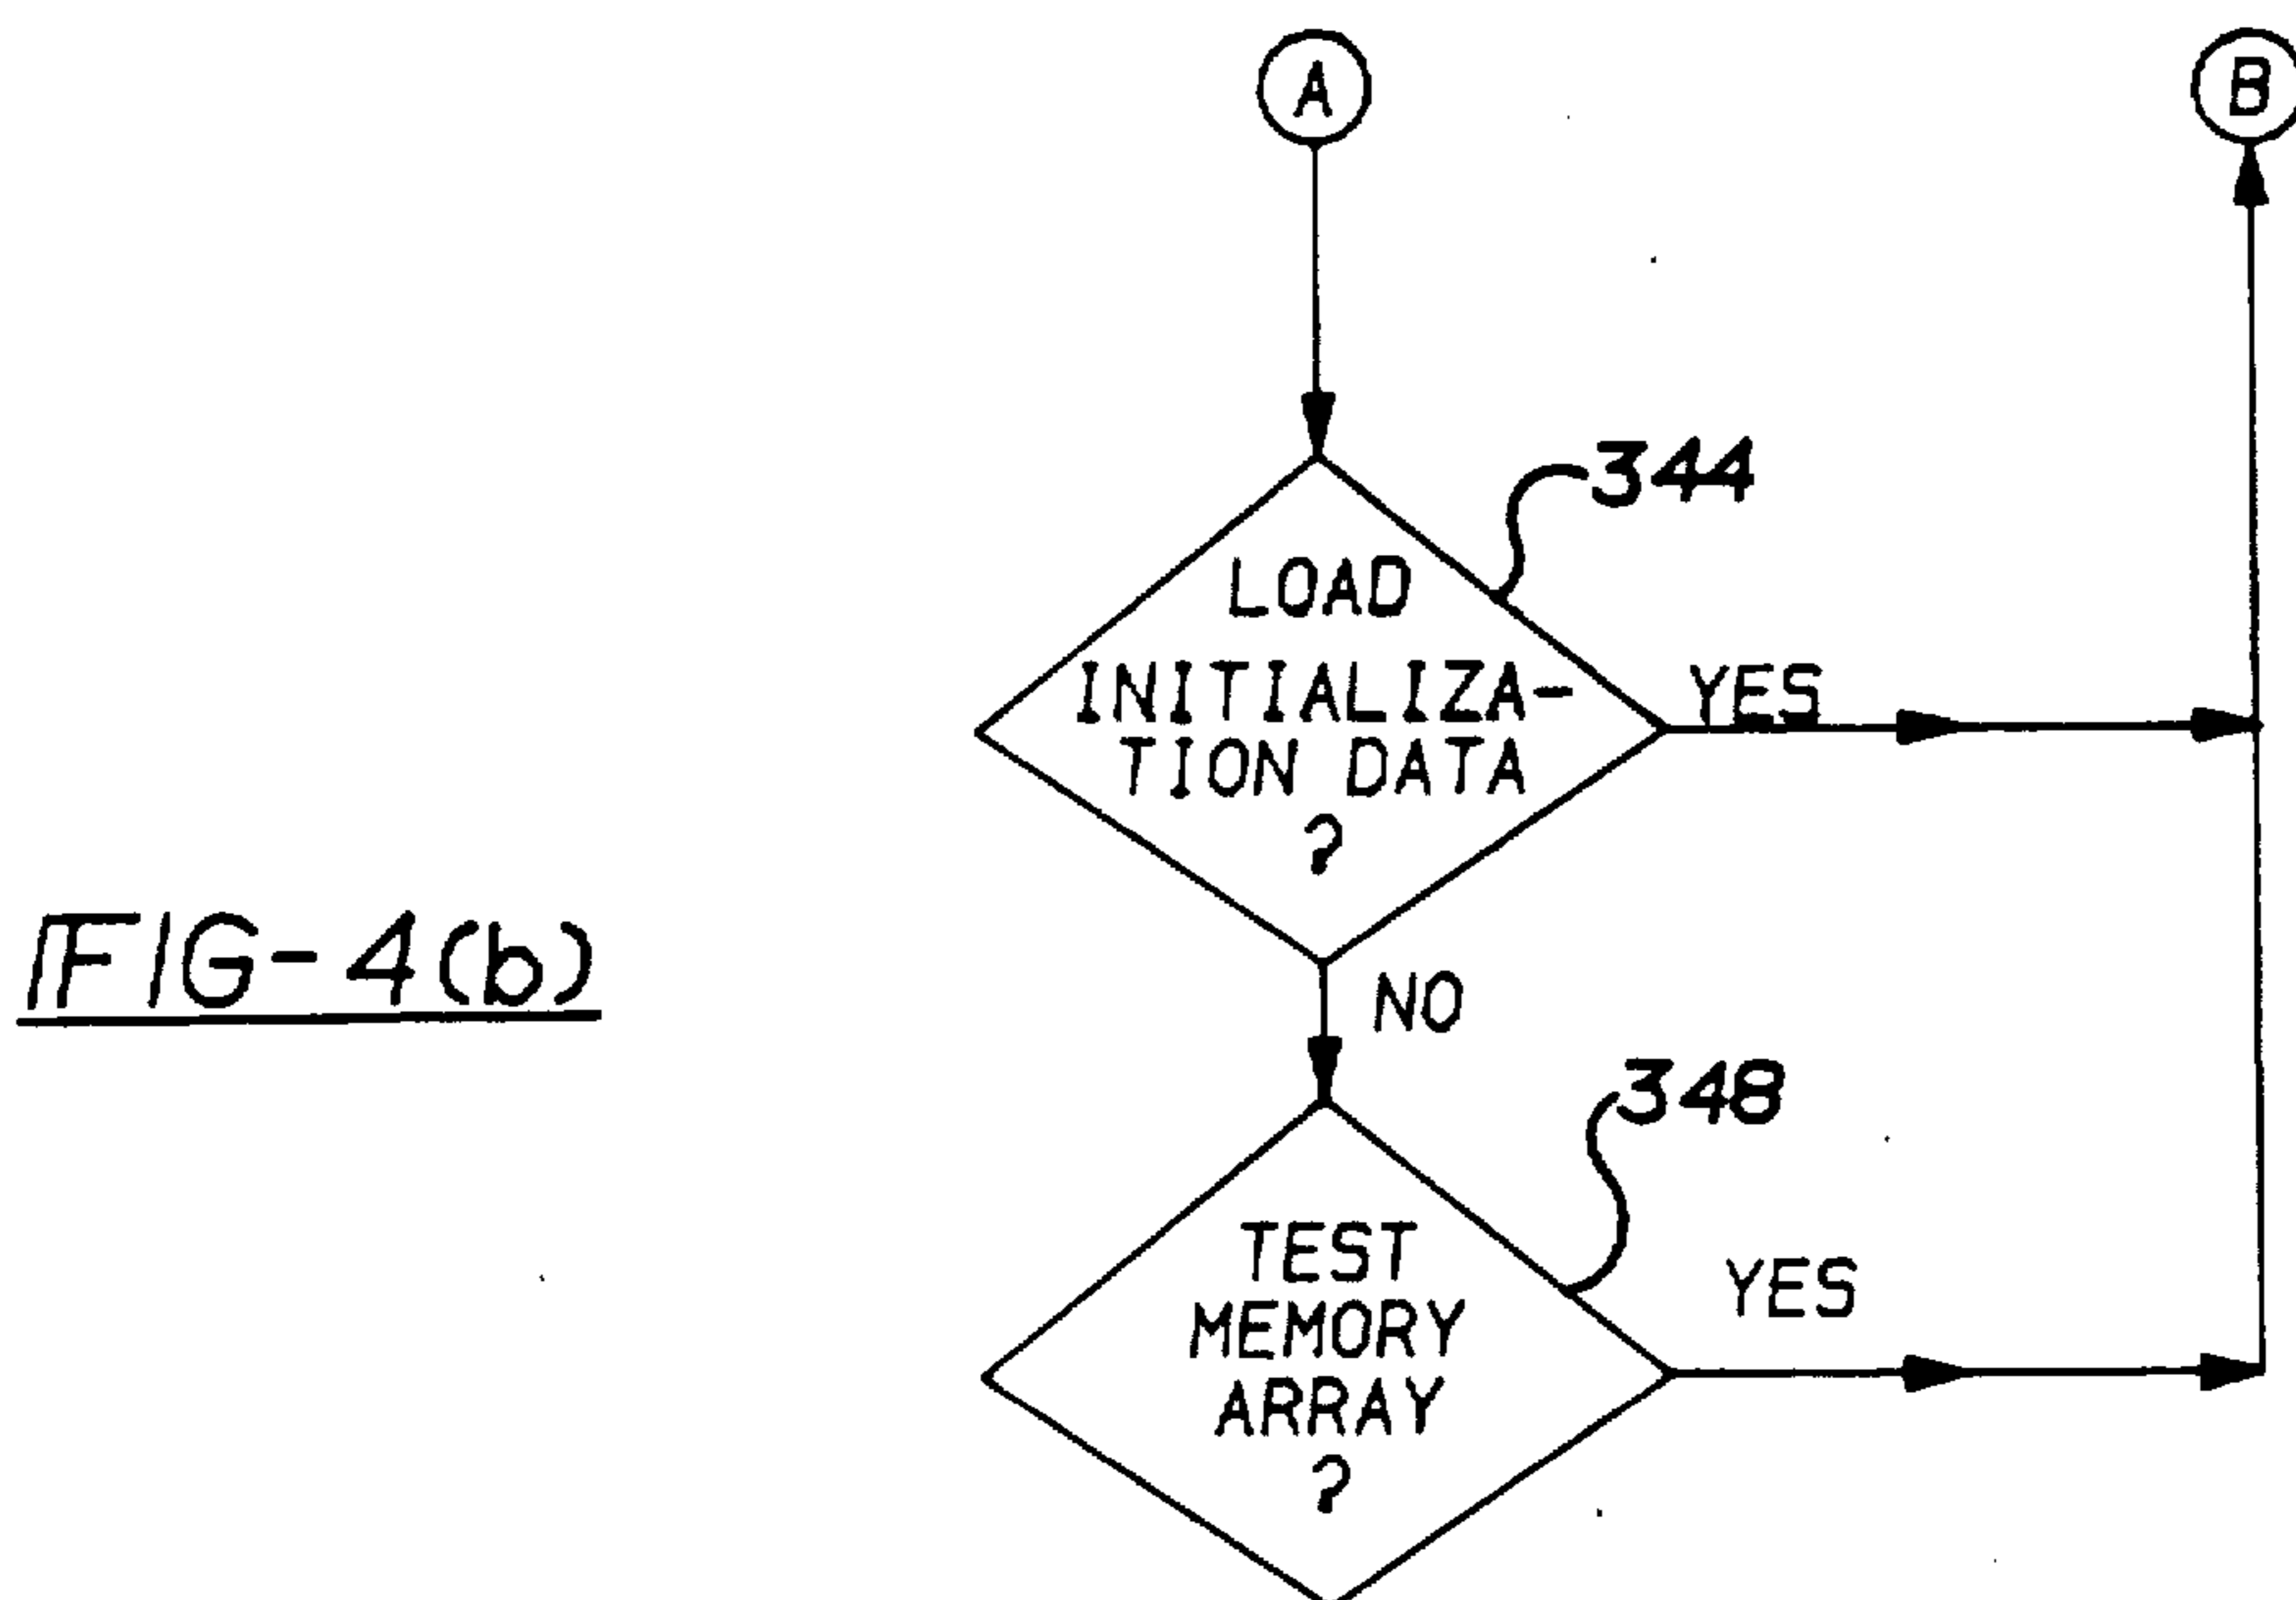 A
B
344
LOAD
INITIALIZA-
TION DATA
?
YES
FIG-4(b)
NO
348
TEST
MEMORY
ARRAY
?
YES